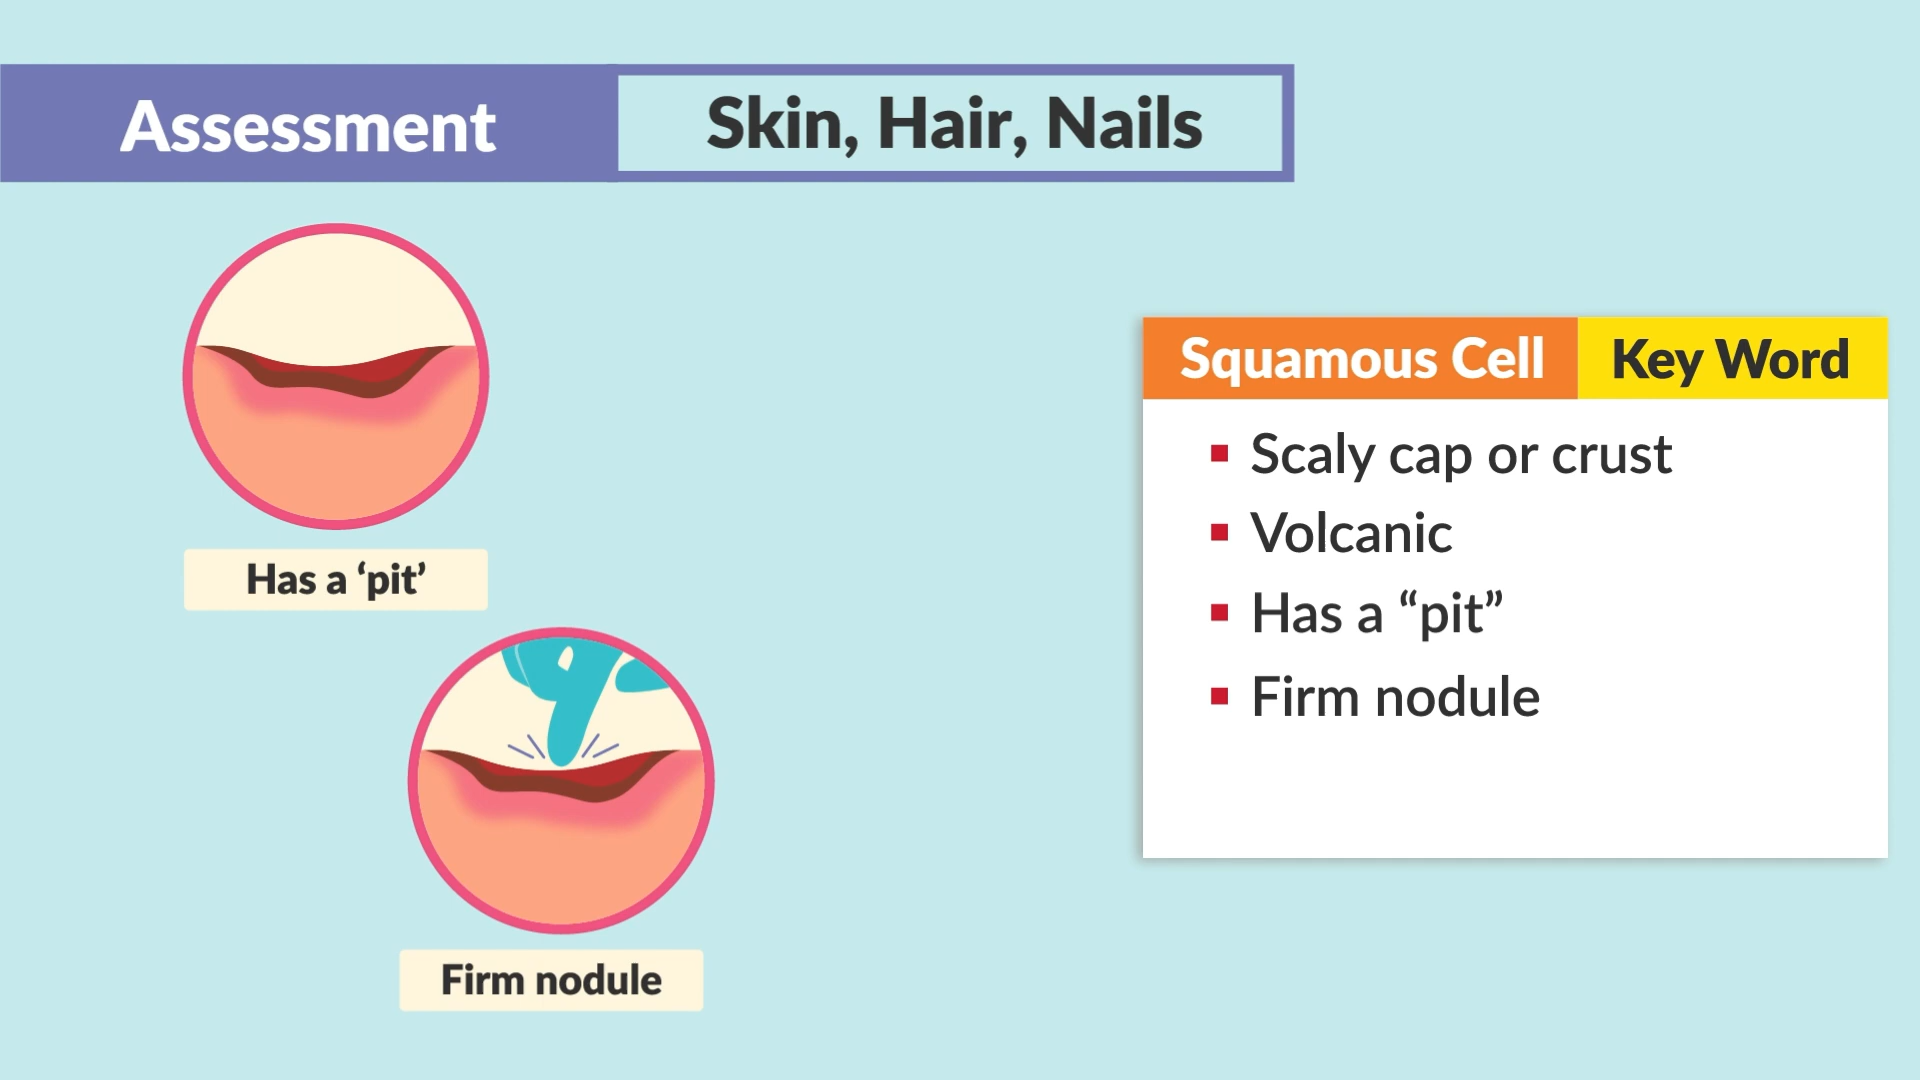 Assessment
Skin, Hair, Nails
Has a ‘pit’
Firm nodule
Squamous Cell
Key Word
▪ Scaly cap or crust
▪ Volcanic
▪ Has a “pit”
▪ Firm nodule